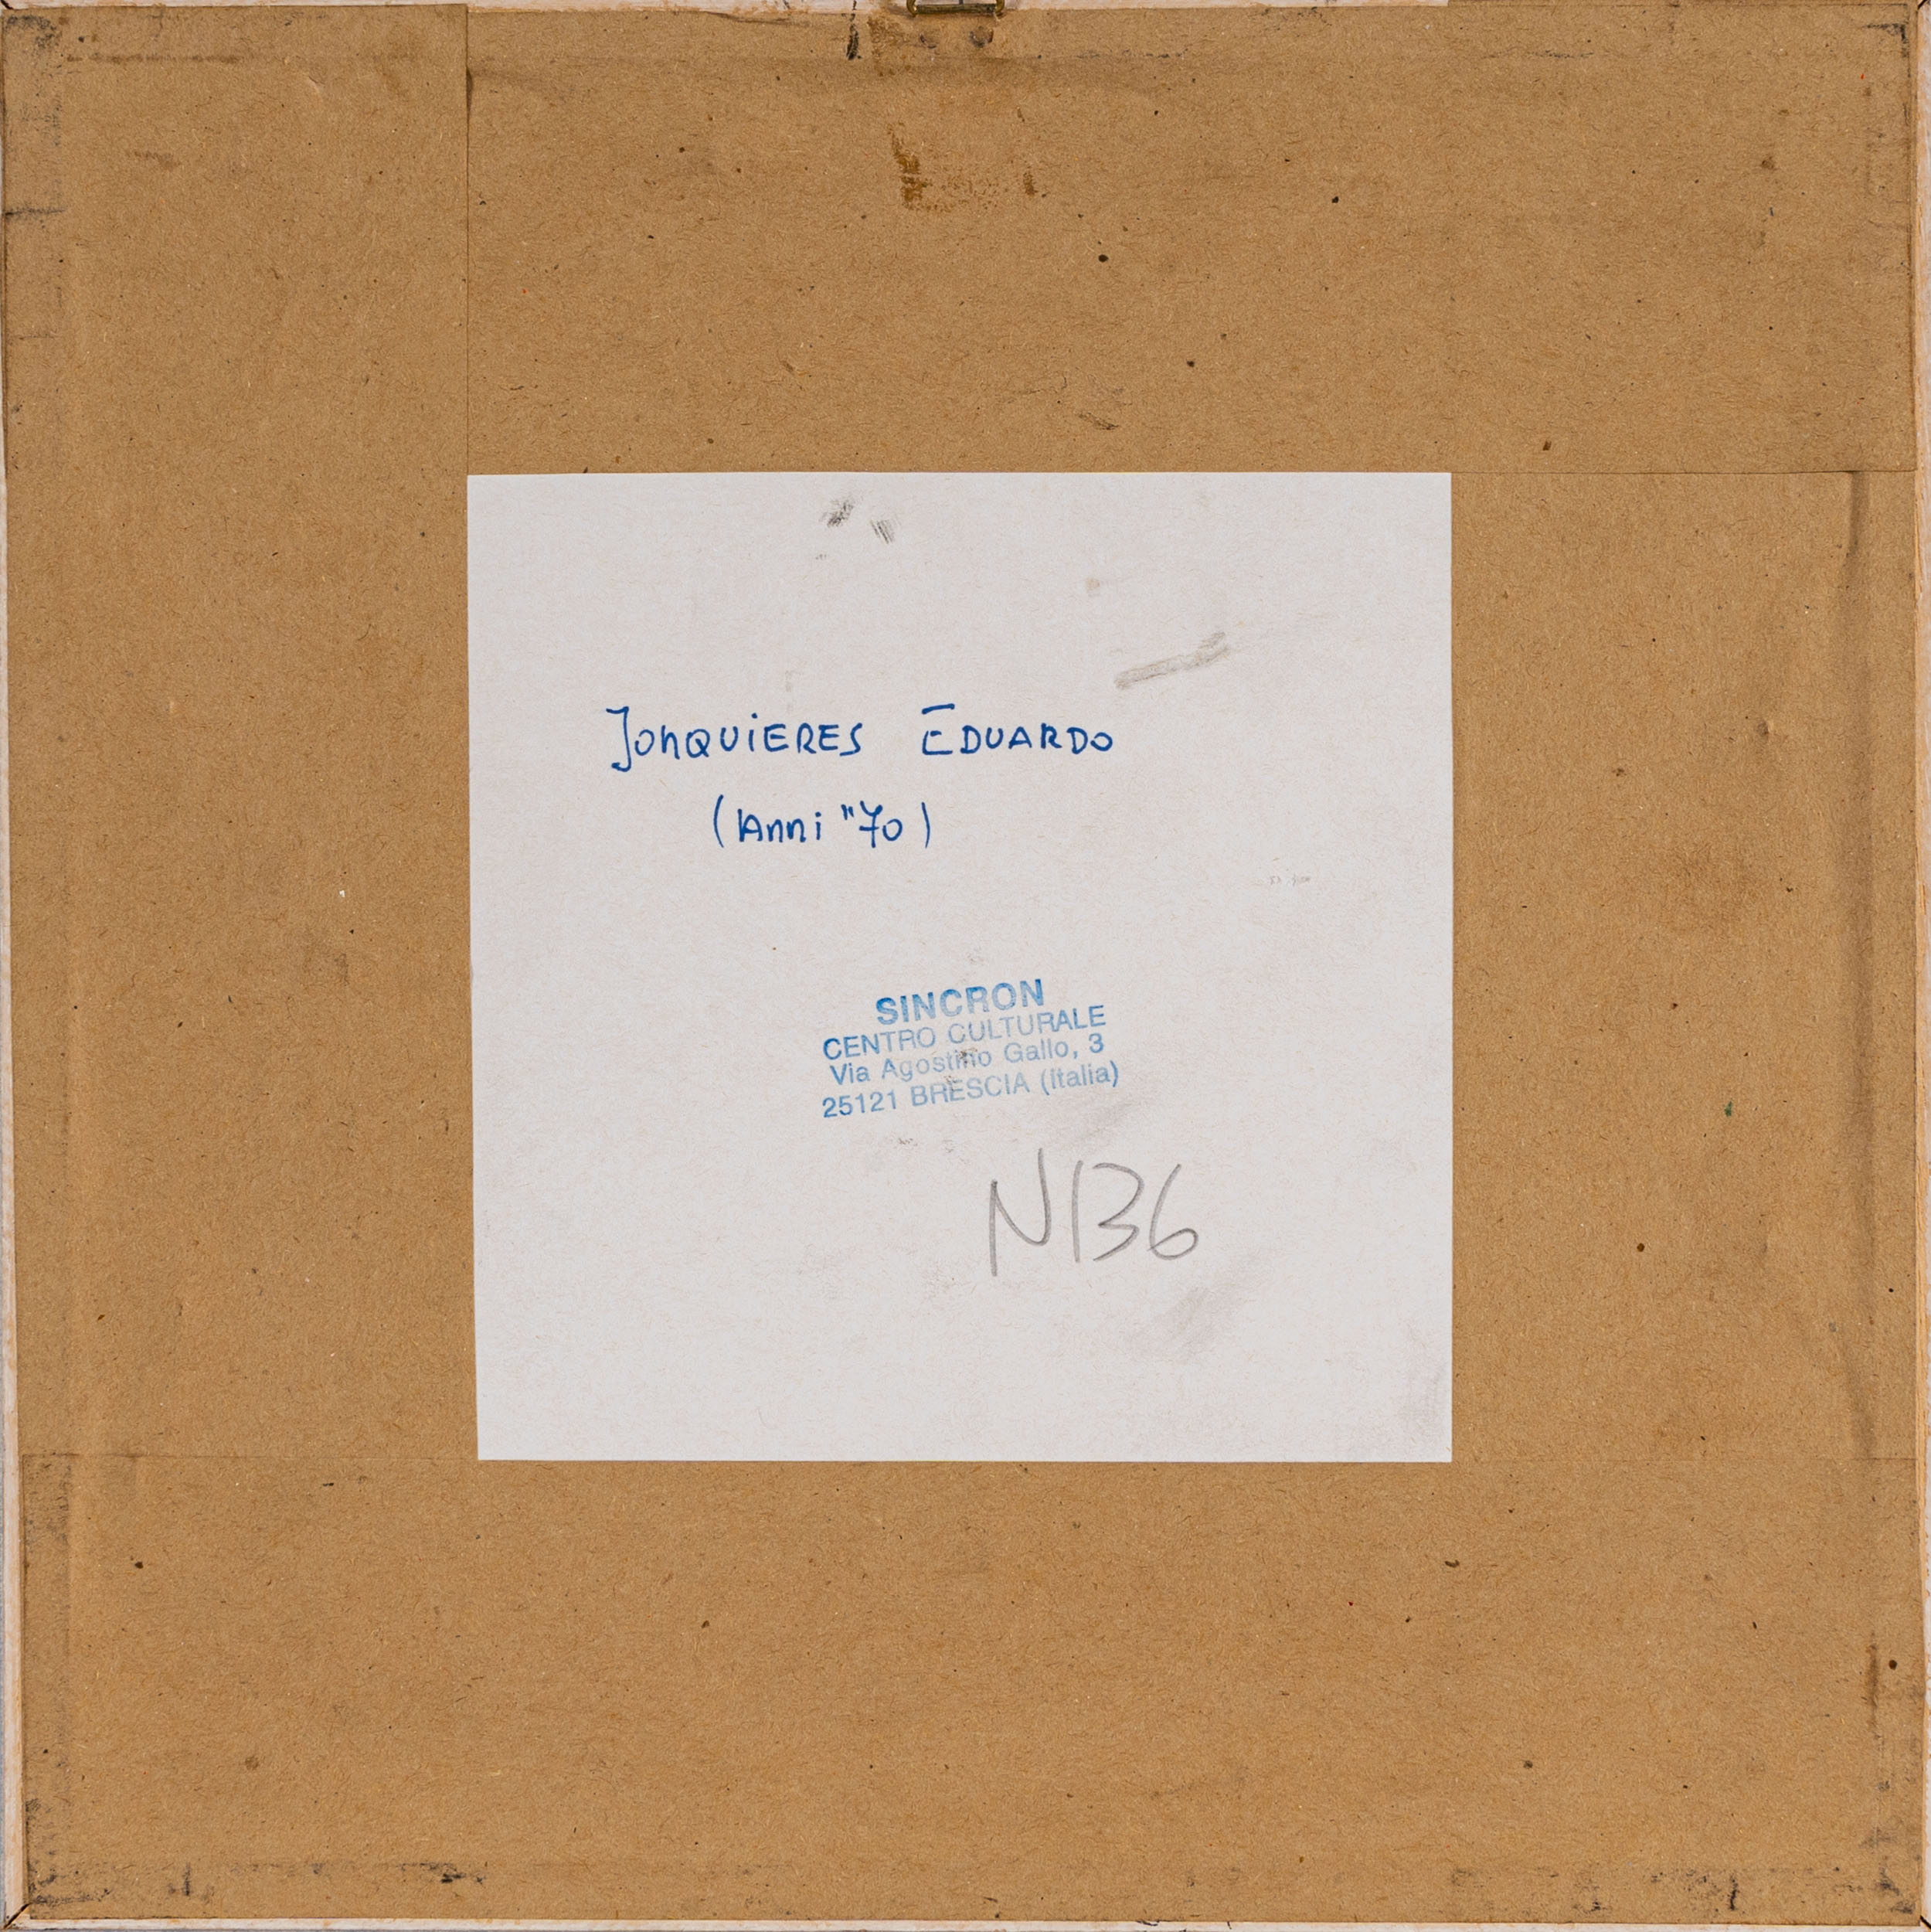 JONQUIERES EDUARDO
(Anni "70)
SINCRON
CENTRO CULTURALE
Via Agostino Gallo, 3
25121 BRESCIA (Italia)
N136